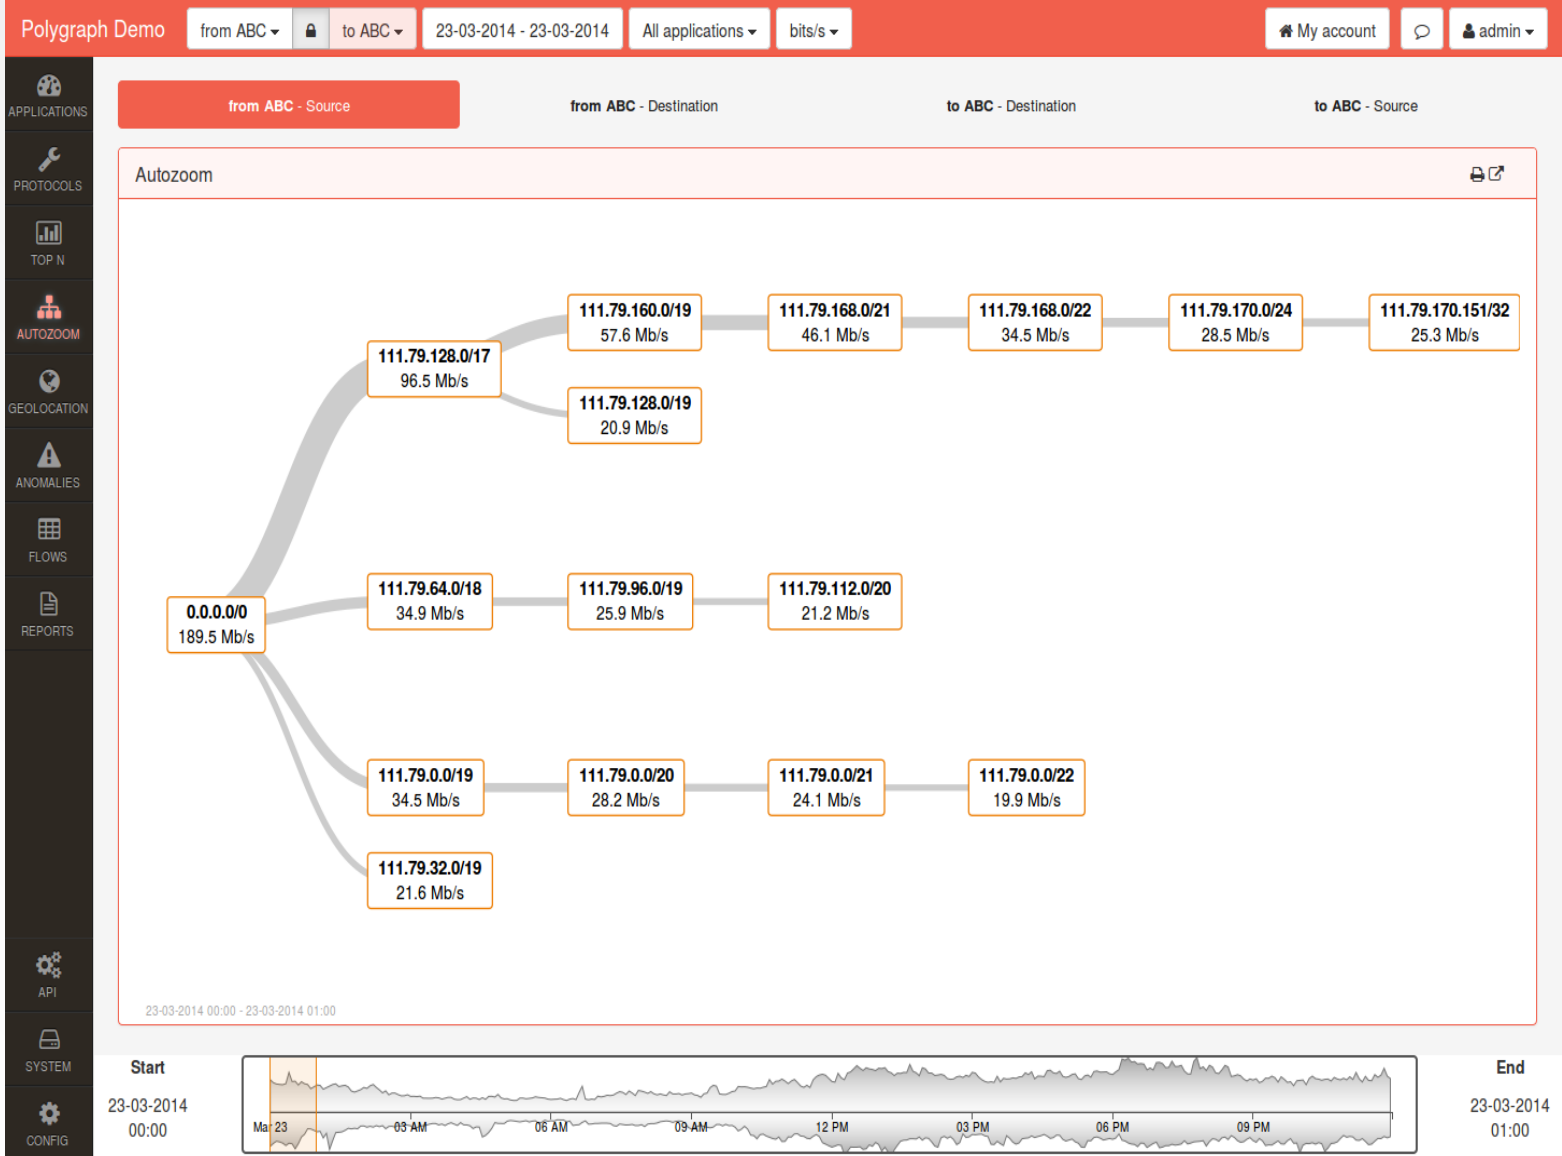 Polygraph Demo from ABC to ABC 23-03-2014 - 23-03-2014 All applications bits/s My account admin
APPLICATIONS
PROTOCOLS
TOP N
AUTOZOOM
GEOLOCATION
ANOMALIES
FLOWS
REPORTS
API
SYSTEM
CONFIG
from ABC - Source from ABC - Destination to ABC - Destination to ABC - Source
Autozoom
111.79.160.0/19
57.6 Mb/s
111.79.168.0/21
46.1 Mb/s
111.79.168.0/22
34.5 Mb/s
111.79.170.0/24
28.5 Mb/s
111.79.170.151/32
25.3 Mb/s
111.79.128.0/17
96.5 Mb/s
111.79.128.0/19
20.9 Mb/s
0.0.0.0/0
189.5 Mb/s
111.79.64.0/18
34.9 Mb/s
111.79.96.0/19
25.9 Mb/s
111.79.112.0/20
21.2 Mb/s
111.79.0.0/19
34.5 Mb/s
111.79.0.0/20
28.2 Mb/s
111.79.0.0/21
24.1 Mb/s
111.79.0.0/22
19.9 Mb/s
111.79.32.0/19
21.6 Mb/s
23-03-2014 00:00 - 23-03-2014 01:00
Start
23-03-2014
00:00
Mar 23 03 AM 06 AM 09 AM 12 PM 03 PM 06 PM 09 PM
End
23-03-2014
01:00